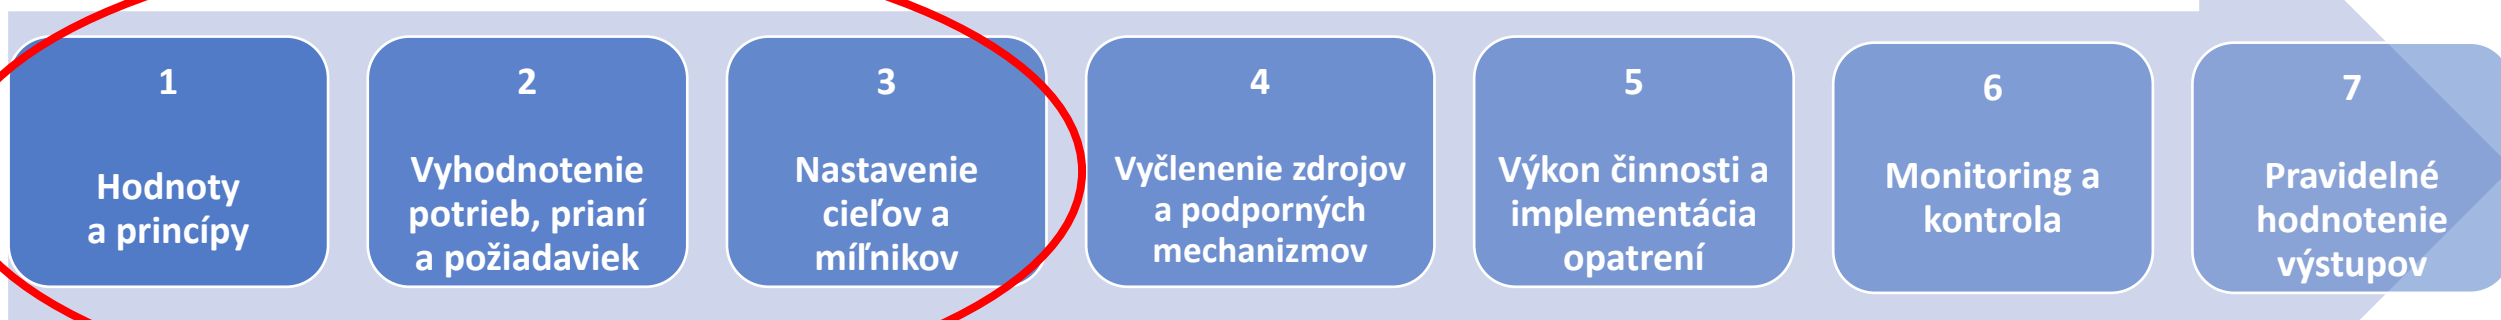 1
Hodnoty
a princípy
2
Vyhodnotenie
potrieb, prianí
a požiadaviek
3
Nastavenie
cieľov a
míľnikov
4
Vyčlenenie zdrojov
a podporných
mechanizmov
5
Výkon činnosti a
implementácia
opatrení
6
Monitoring a
kontrola
7
Pravidelné
hodnotenie
výstupov